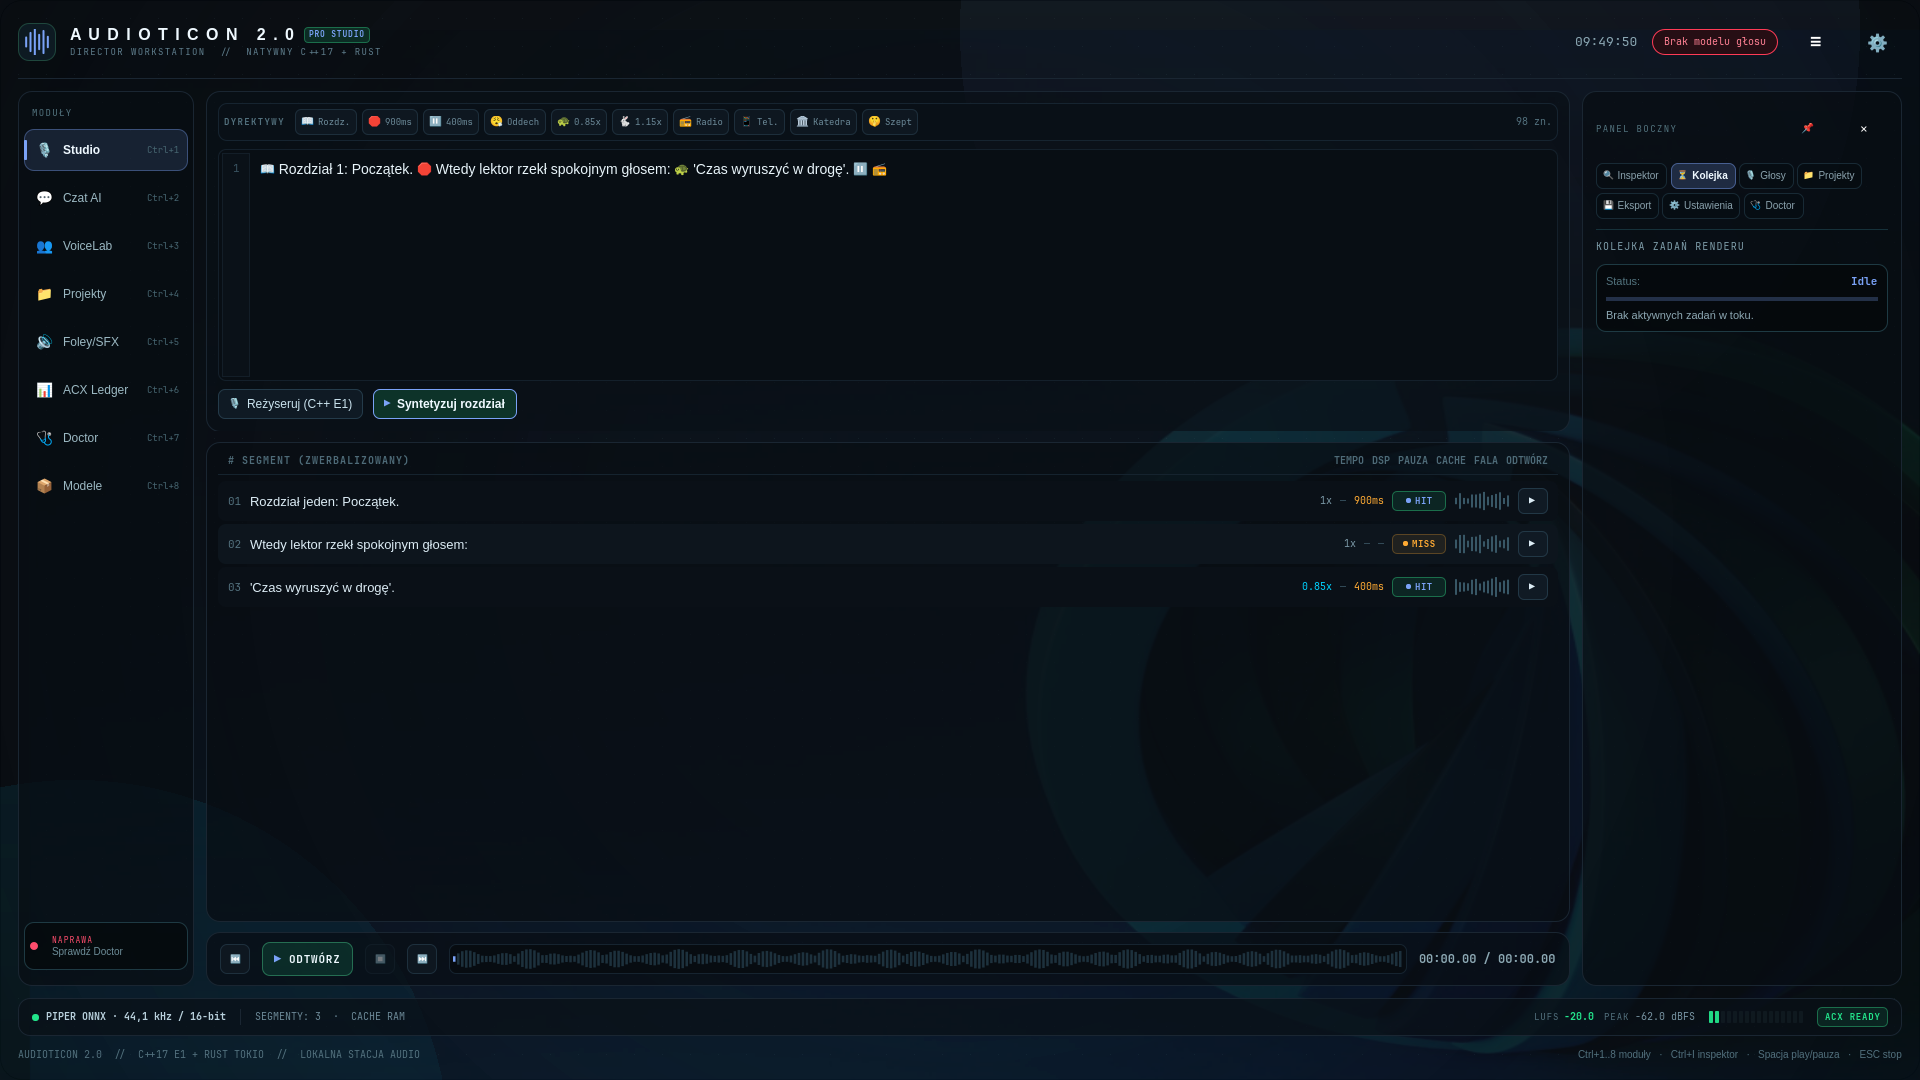 AUDIOTICON 2.0 PRO STUDIO
DIRECTOR WORKSTATION // NATYWNY C++17 + RUST
09:49:50
Brak modelu głosu
MODUŁY
Studio Ctrl+1
Czat AI Ctrl+2
VoiceLab Ctrl+3
Projekty Ctrl+4
Foley/SFX Ctrl+5
ACX Ledger Ctrl+6
Doctor Ctrl+7
Modele Ctrl+8
NAPRAWA
Sprawdź Doctor
DYREKTYWY 📖 Rozdz. 🛑 900ms ⏸️ 400ms 😮‍💨 Oddech 🐢 0.85x 🐇 1.15x 📻 Radio 📱 Tel. 🏛️ Katedra 🤫 Szept 98 zn.
1 📖 Rozdział 1: Początek. 🛑 Wtedy lektor rzekł spokojnym głosem: 🐢 'Czas wyruszyć w drogę'. ⏸️ 📻
Reżyseruj (C++ E1) ▶ Syntetyzuj rozdział
# SEGMENT (ZWERBALIZOWANY) TEMPO DSP PAUZA CACHE FALA ODTWÓRZ
01 Rozdział jeden: Początek. 1x — 900ms HIT
02 Wtedy lektor rzekł spokojnym głosem: 1x — — MISS
03 'Czas wyruszyć w drogę'. 0.85x — 400ms HIT
▶ ODTWÓRZ 00:00.00 / 00:00.00
PANEL BOCZNY ✕
Inspektor Kolejka Głosy Projekty
Eksport Ustawienia Doctor
KOLEJKA ZADAŃ RENDERU
Status: Idle
Brak aktywnych zadań w toku.
PIPER ONNX · 44,1 kHz / 16-bit SEGMENTY: 3 · CACHE RAM LUFS -20.0 PEAK -62.0 dBFS ACX READY
AUDIOTICON 2.0 // C++17 E1 + RUST TOKIO // LOKALNA STACJA AUDIO Ctrl+1..8 moduły · Ctrl+I inspektor · Spacja play/pauza · ESC stop